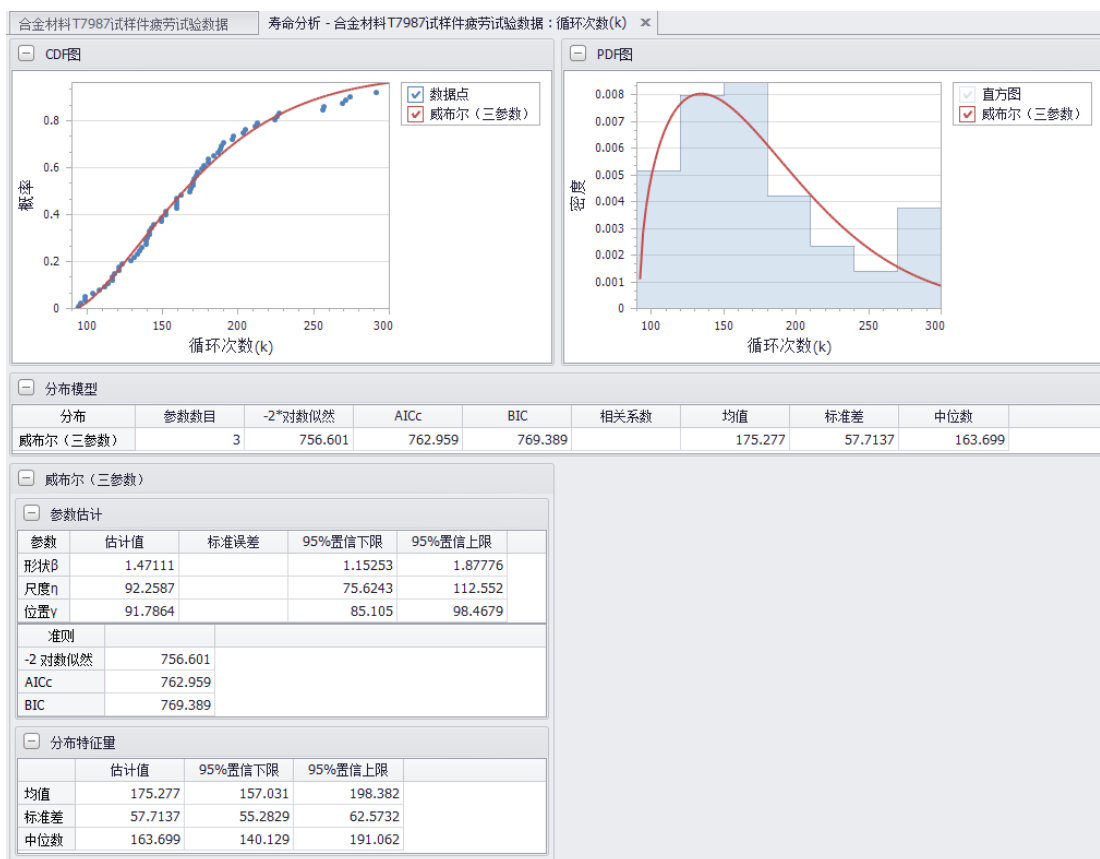 合金材料T7987试样件疲劳试验数据
寿命分析 - 合金材料T7987试样件疲劳试验数据：循环次数(k) ×
CDF图
0.8
0.6
0.4
0.2
0
概率
100 150 200 250 300
循环次数(k)
数据点
威布尔（三参数）
PDF图
0.008
0.007
0.006
0.005
0.004
0.003
0.002
0.001
0
密度
100 150 200 250 300
循环次数(k)
直方图
威布尔（三参数）
分布模型
分布 参数数目 -2*对数似然 AICc BIC 相关系数 均值 标准差 中位数
威布尔（三参数） 3 756.601 762.959 769.389 175.277 57.7137 163.699
威布尔（三参数）
参数估计
参数 估计值 标准误差 95%置信下限 95%置信上限
形状β 1.47111 1.15253 1.87776
尺度η 92.2587 75.6243 112.552
位置γ 91.7864 85.105 98.4679
准则
-2 对数似然 756.601
AICc 762.959
BIC 769.389
分布特征量
估计值 95%置信下限 95%置信上限
均值 175.277 157.031 198.382
标准差 57.7137 55.2829 62.5732
中位数 163.699 140.129 191.062